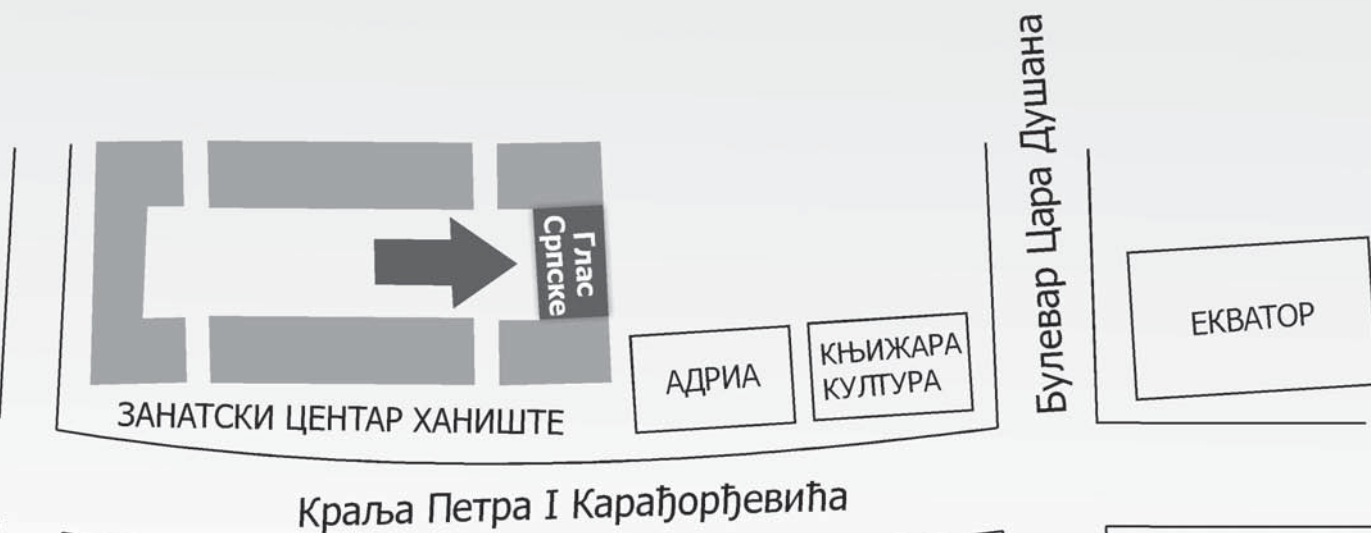 Булевар Цара Душана
Глас
Српске
ЕКВАТОР
АДРИА
КЊИЖАРА
КУЛТУРА
ЗАНАТСКИ ЦЕНТАР ХАНИШТЕ
Краља Петра I Карађорђевића